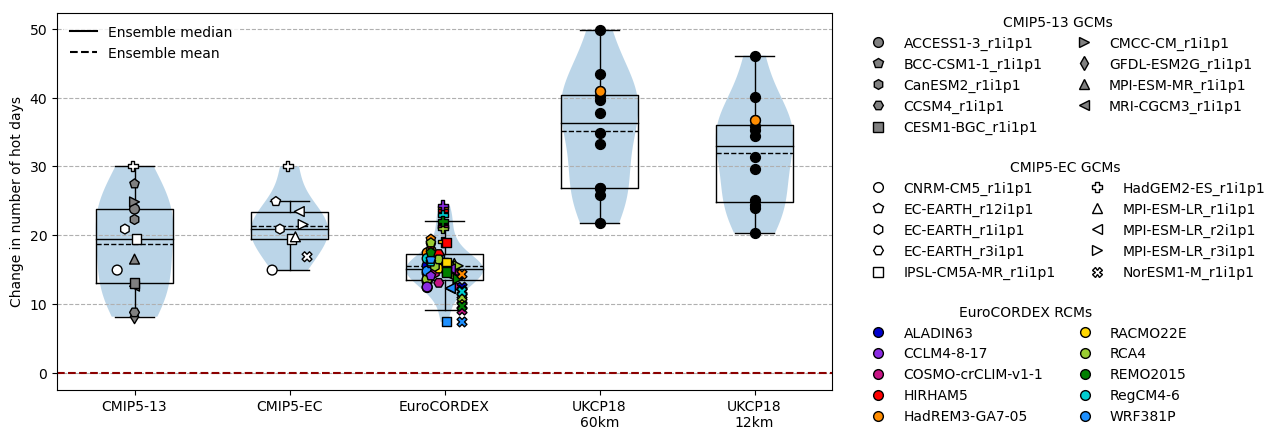 Ensemble median
Ensemble mean
Change in number of hot days
50
40
30
20
10
0
CMIP5-13
CMIP5-EC
EuroCORDEX
UKCP18
60km
UKCP18
12km
CMIP5-13 GCMs
ACCESS1-3_r1i1p1
BCC-CSM1-1_r1i1p1
CanESM2_r1i1p1
CCSM4_r1i1p1
CESM1-BGC_r1i1p1
CMCC-CM_r1i1p1
GFDL-ESM2G_r1i1p1
MPI-ESM-MR_r1i1p1
MRI-CGCM3_r1i1p1
CMIP5-EC GCMs
CNRM-CM5_r1i1p1
EC-EARTH_r12i1p1
EC-EARTH_r1i1p1
EC-EARTH_r3i1p1
IPSL-CM5A-MR_r1i1p1
HadGEM2-ES_r1i1p1
MPI-ESM-LR_r1i1p1
MPI-ESM-LR_r2i1p1
MPI-ESM-LR_r3i1p1
NorESM1-M_r1i1p1
EuroCORDEX RCMs
ALADIN63
CCLM4-8-17
COSMO-crCLIM-v1-1
HIRHAM5
HadREM3-GA7-05
RACMO22E
RCA4
REMO2015
RegCM4-6
WRF381P